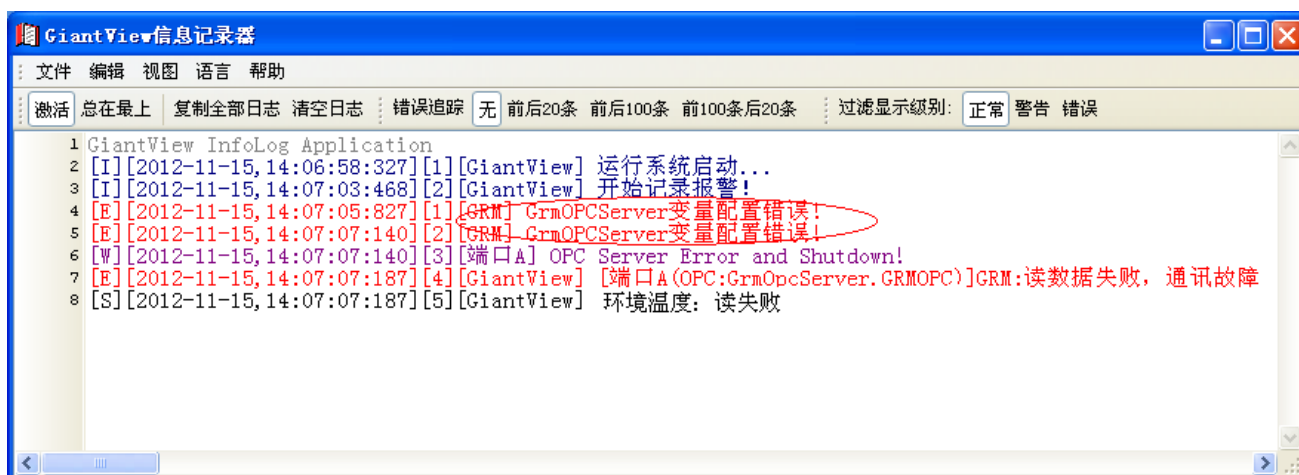 GiantView信息记录器
文件 编辑 视图 语言 帮助
激活 总在最上 复制全部日志 清空日志 错误追踪 无 前后20条 前后100条 前100条后20条 过滤显示级别: 正常 警告 错误
1 GiantView InfoLog Application
2 [I][2012-11-15,14:06:58:327][1][GiantView] 运行系统启动...
3 [I][2012-11-15,14:07:03:468][2][GiantView] 开始记录报警!
4 [E][2012-11-15,14:07:05:827][1][GRM] GrmOPCServer变量配置错误!
5 [E][2012-11-15,14:07:07:140][2][GRM] GrmOPCServer变量配置错误!
6 [W][2012-11-15,14:07:07:140][3][端口A] OPC Server Error and Shutdown!
7 [E][2012-11-15,14:07:07:187][4][GiantView] [端口A(OPC:GrmOpcServer.GRMOPC)]GRM:读数据失败，通讯故障
8 [S][2012-11-15,14:07:07:187][5][GiantView] 环境温度：读失败